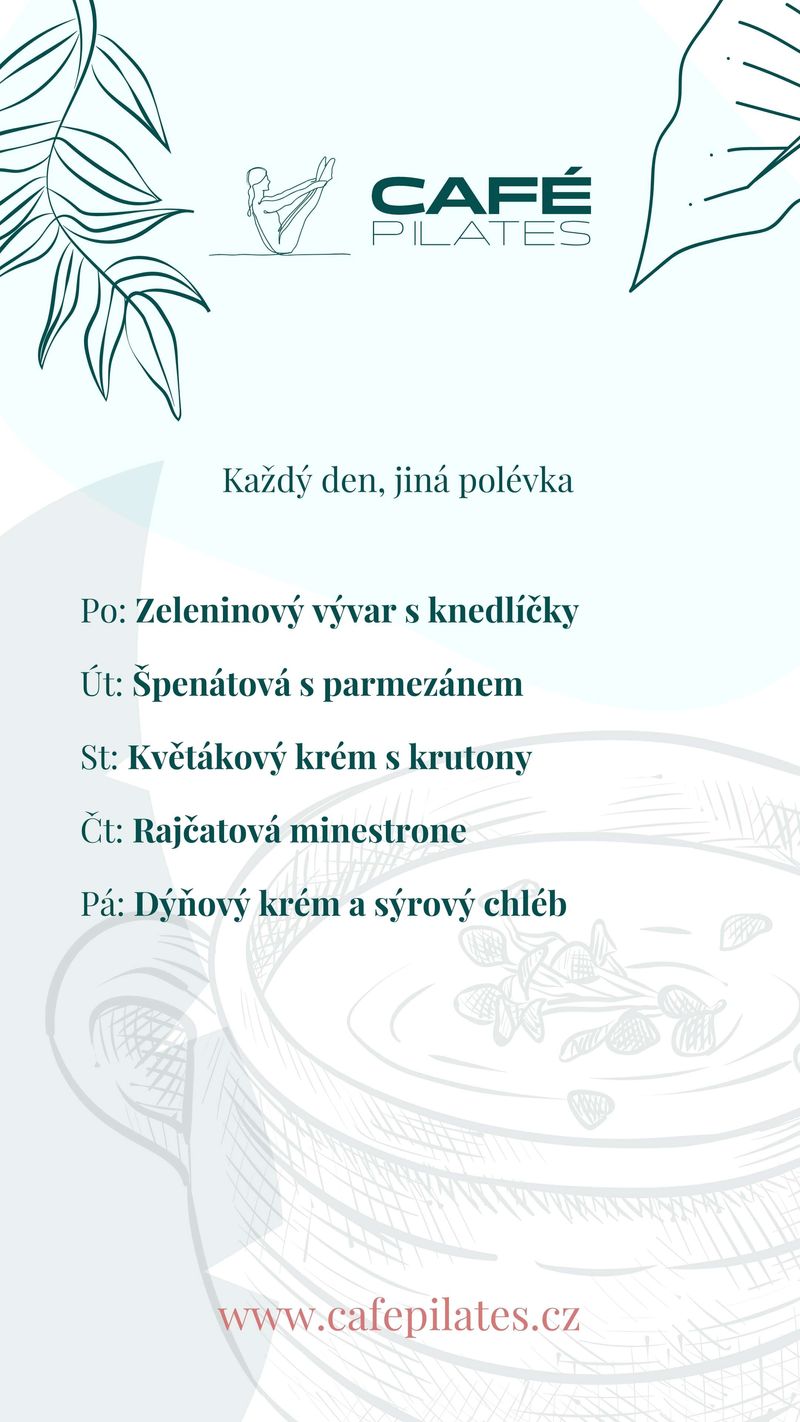 CAFÉ
PILATES
Každý den, jiná polévka
Po: Zeleninový vývar s knedlíčky
Út: Špenátová s parmezánem
St: Květákový krém s krutony
Čt: Rajčatová minestrone
Pá: Dýňový krém a sýrový chléb
www.cafepilates.cz